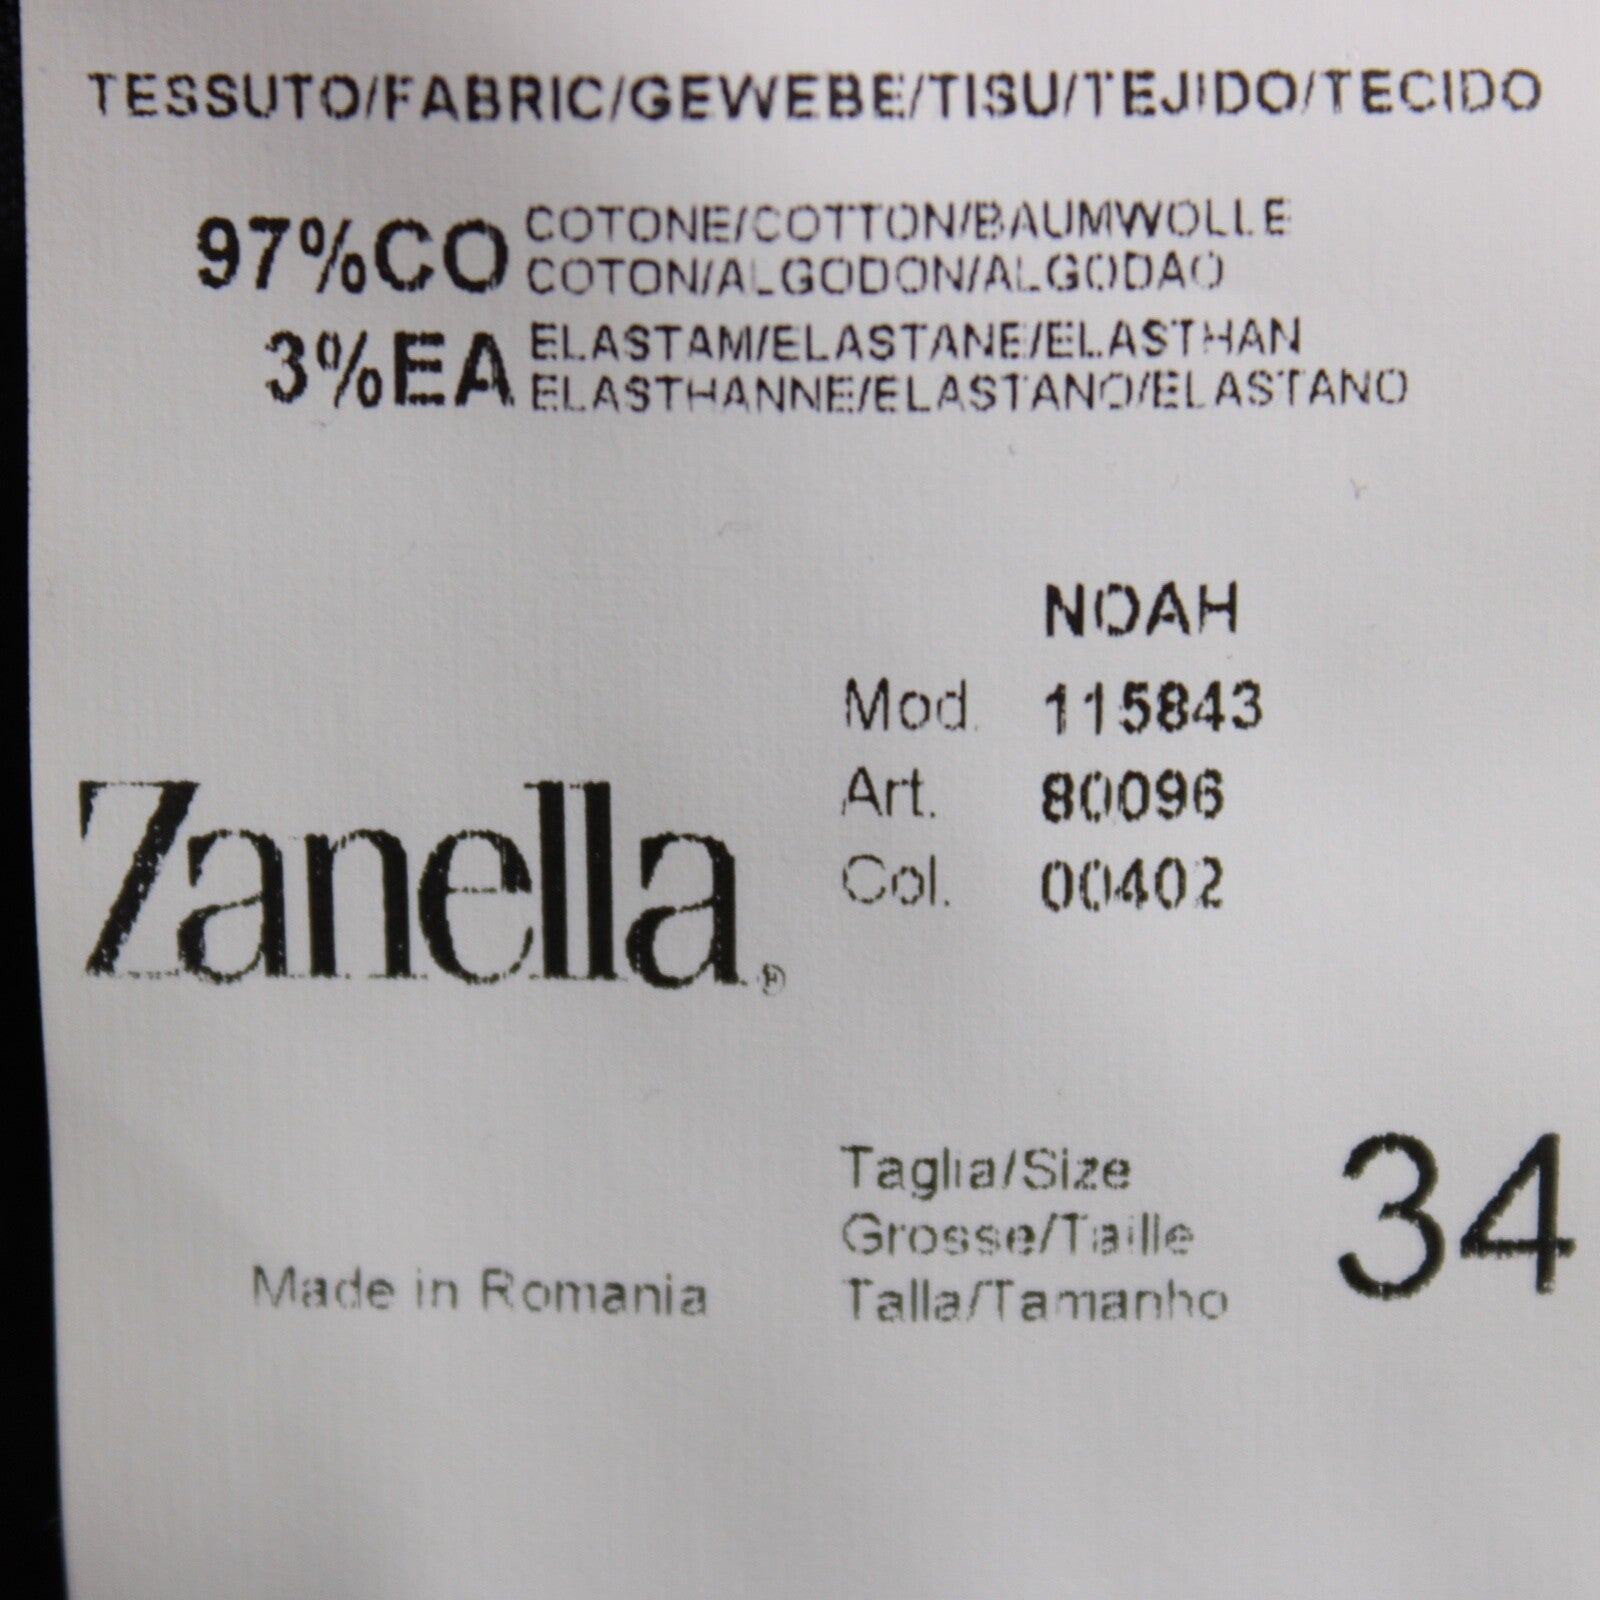 TESSUTO/FABRIC/GEWEBE/TISU/TEJIDO/TECIDO
97%CO COTONE/COTTON/BAUMWOLLE
COTON/ALGODON/ALGODAO
3%EA ELASTAM/ELASTANE/ELASTHAN
ELASTHANNE/ELASTANO/ELASTANO
NOAH
Mod. 115843
Art. 80096
Col. 00402
Zanella®
Taglia/Size
Grosse/Taille
Talla/Tamanho
34
Made in Romania